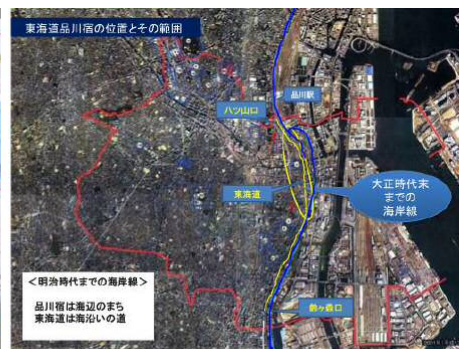 東海道品川宿の位置とその範囲
品川駅
八ツ山口
東海道
大正時代末
までの
海岸線
＜明治時代までの海岸線＞
品川宿は海辺のまち
東海道は海沿いの道
鈴ヶ森口